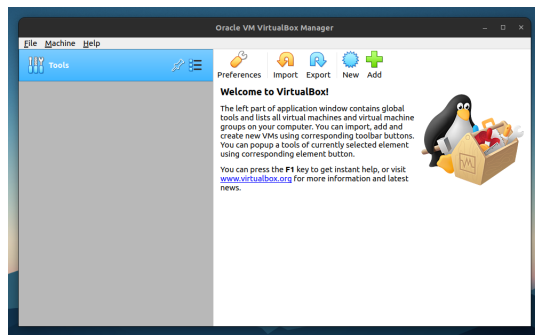 Oracle VM VirtualBox Manager
File Machine Help
Tools
Preferences Import Export New Add
Welcome to VirtualBox!
The left part of application window contains global
tools and lists all virtual machines and virtual machine
groups on your computer. You can import, add and
create new VMs using corresponding toolbar buttons.
You can popup a tools of currently selected element
using corresponding element button.
You can press the F1 key to get instant help, or visit
www.virtualbox.org for more information and latest
news.